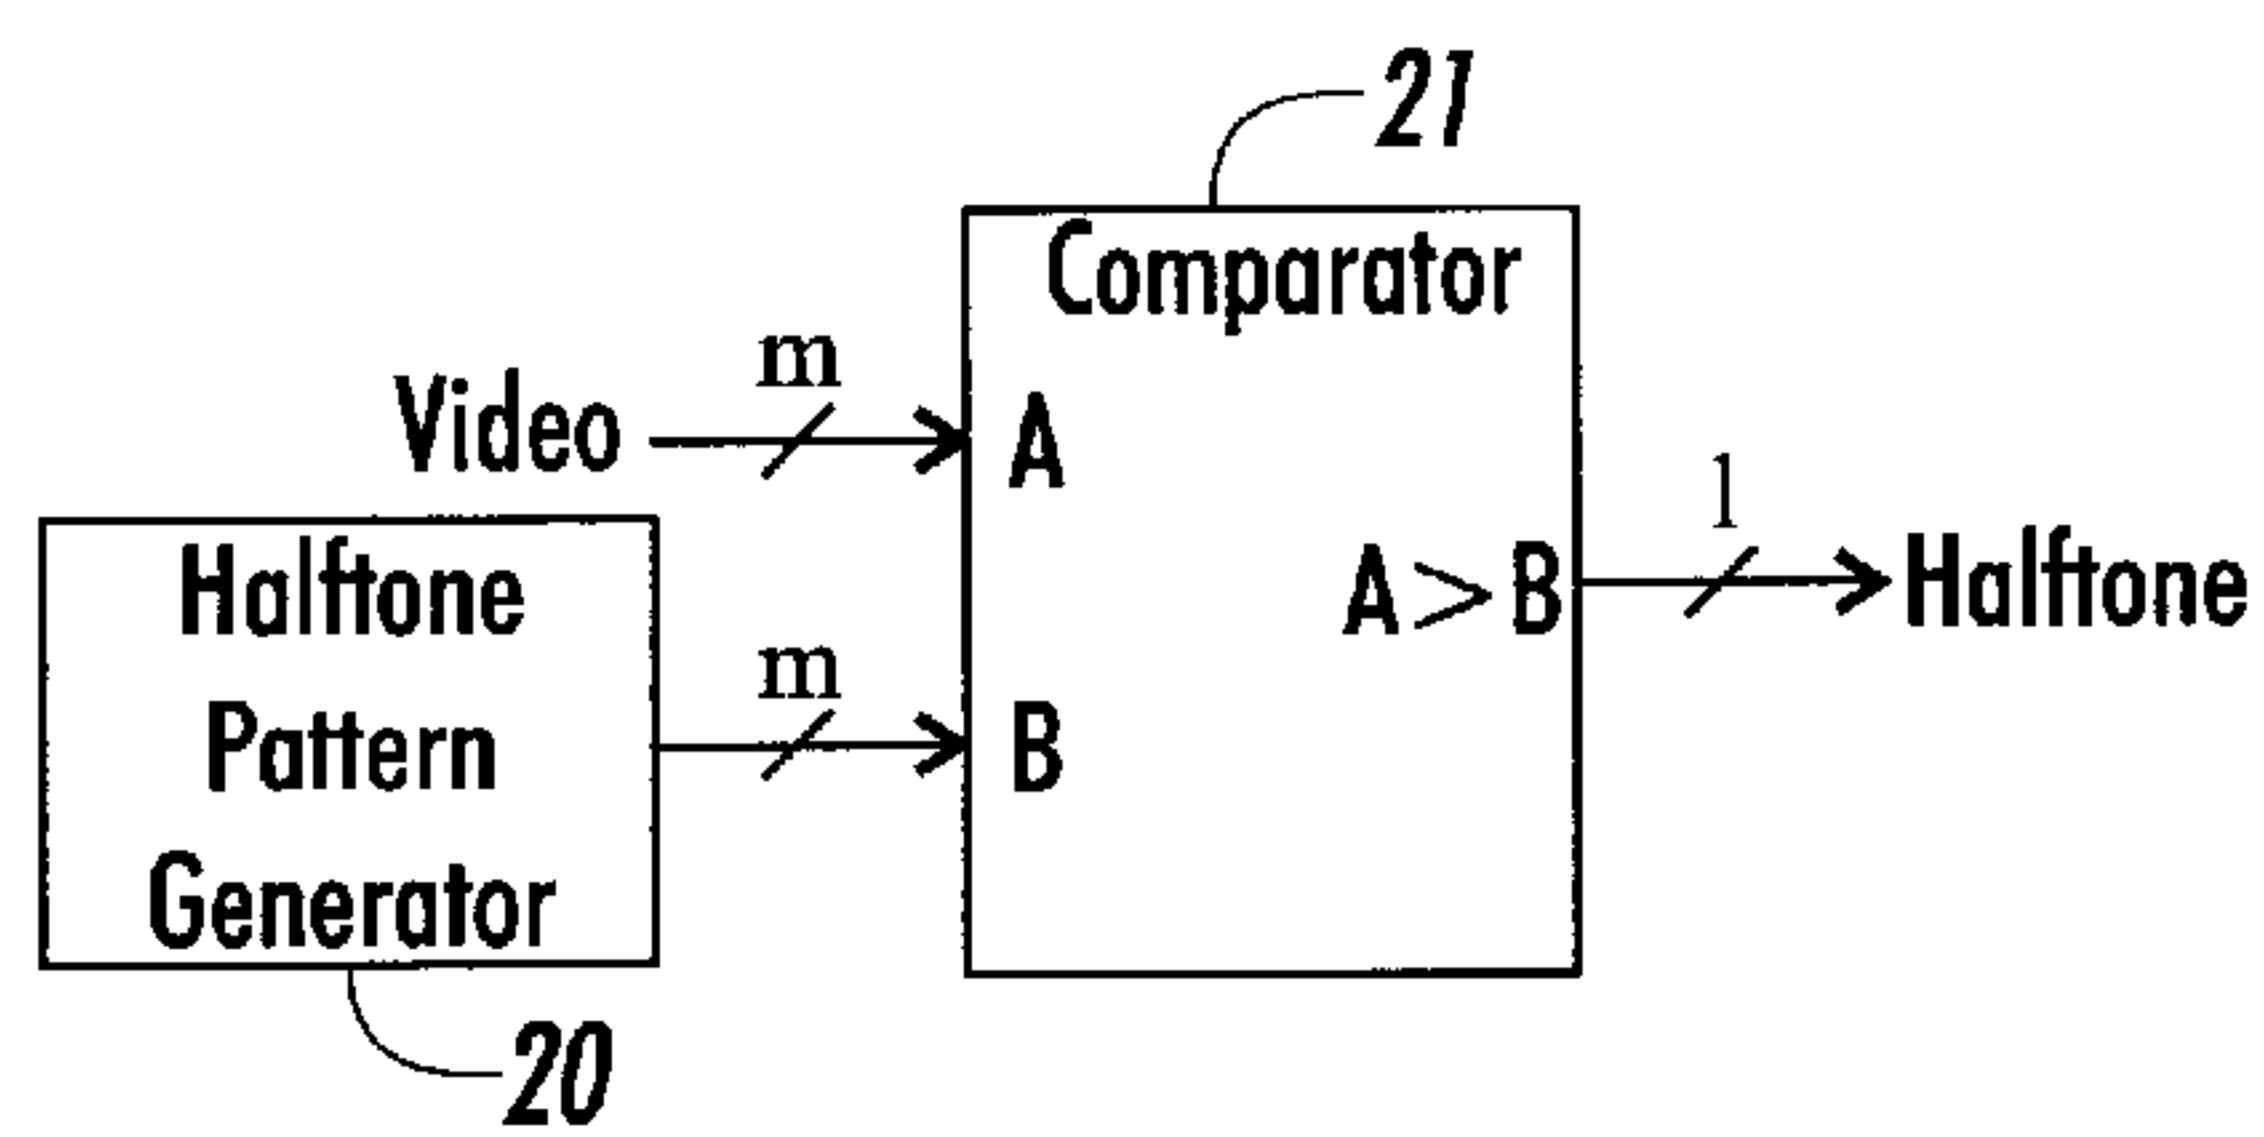 21
Comparator
m
Video
A
1
A > B
Halftone
Halftone
Pattern
Generator
m
B
20